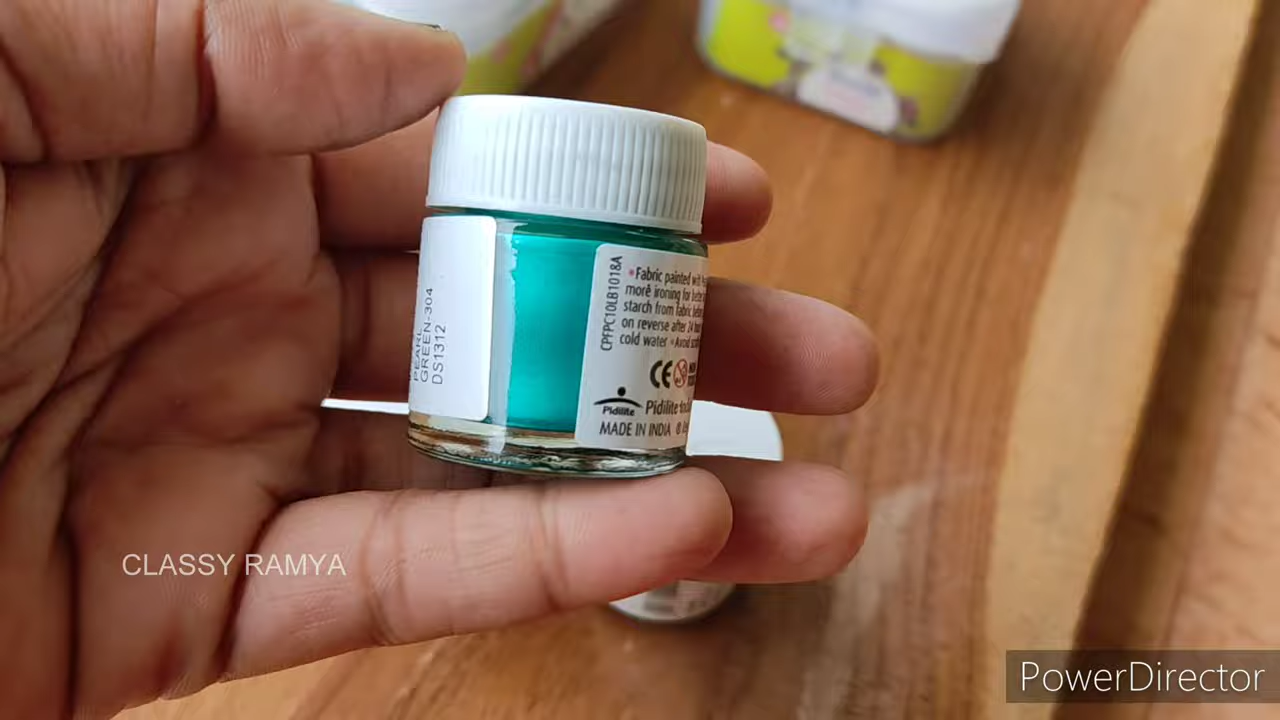 PEARL
GREEN-304
DS1312
CPFPC10LB1018A
*Fabric painted with
more ironing for
starch from fabric
on reverse after 24
cold water *Avoid
CE
Pidilite
Pidilite
MADE IN INDIA
CLASSY RAMYA
PowerDirector